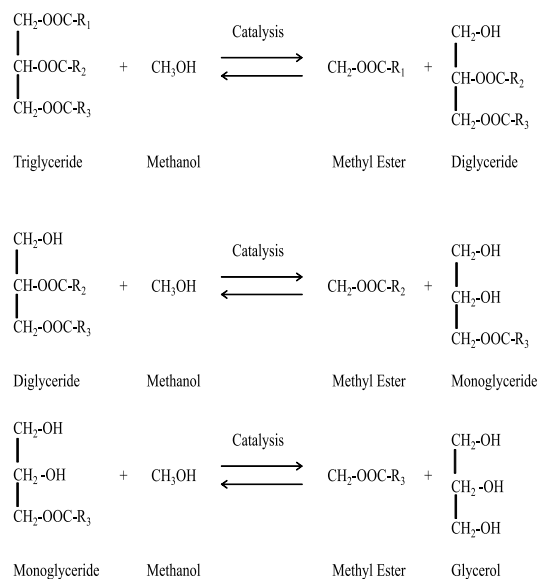 CH₂-OOC-R₁
CH-OOC-R₂
CH₂-OOC-R₃
+
CH₃OH
Catalysis
CH₂-OOC-R₁
+
CH₂-OH
CH-OOC-R₂
CH₂-OOC-R₃
Triglyceride
Methanol
Methyl Ester
Diglyceride
CH₂-OH
CH-OOC-R₂
CH₂-OOC-R₃
+
CH₃OH
Catalysis
CH₂-OOC-R₂
+
CH₂-OH
CH₂-OH
CH₂-OOC-R₃
Diglyceride
Methanol
Methyl Ester
Monoglyceride
CH₂-OH
CH₂-OH
CH₂-OOC-R₃
+
CH₃OH
Catalysis
CH₂-OOC-R₃
+
CH₂-OH
CH₂-OH
CH₂-OH
Monoglyceride
Methanol
Methyl Ester
Glycerol